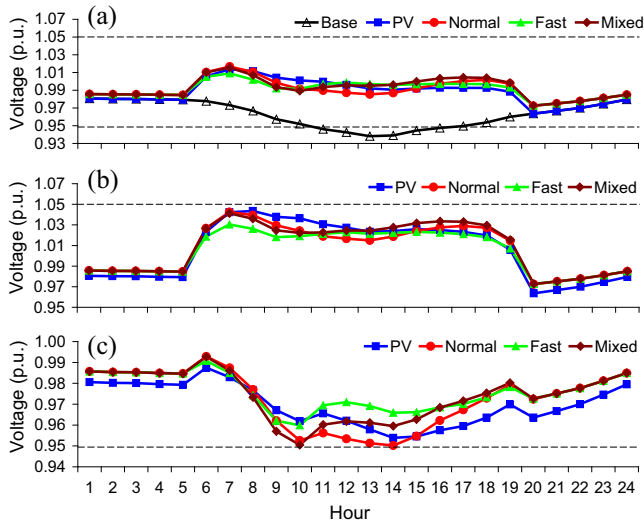 (a)
Base PV Normal Fast Mixed
Voltage (p.u.)
1.07
1.05
1.03
1.01
0.99
0.97
0.95
0.93
(b)
PV Normal Fast Mixed
Voltage (p.u.)
1.07
1.05
1.03
1.01
0.99
0.97
0.95
(c)
PV Normal Fast Mixed
Voltage (p.u.)
1.00
0.99
0.98
0.97
0.96
0.95
0.94
1 2 3 4 5 6 7 8 9 10 11 12 13 14 15 16 17 18 19 20 21 22 23 24
Hour